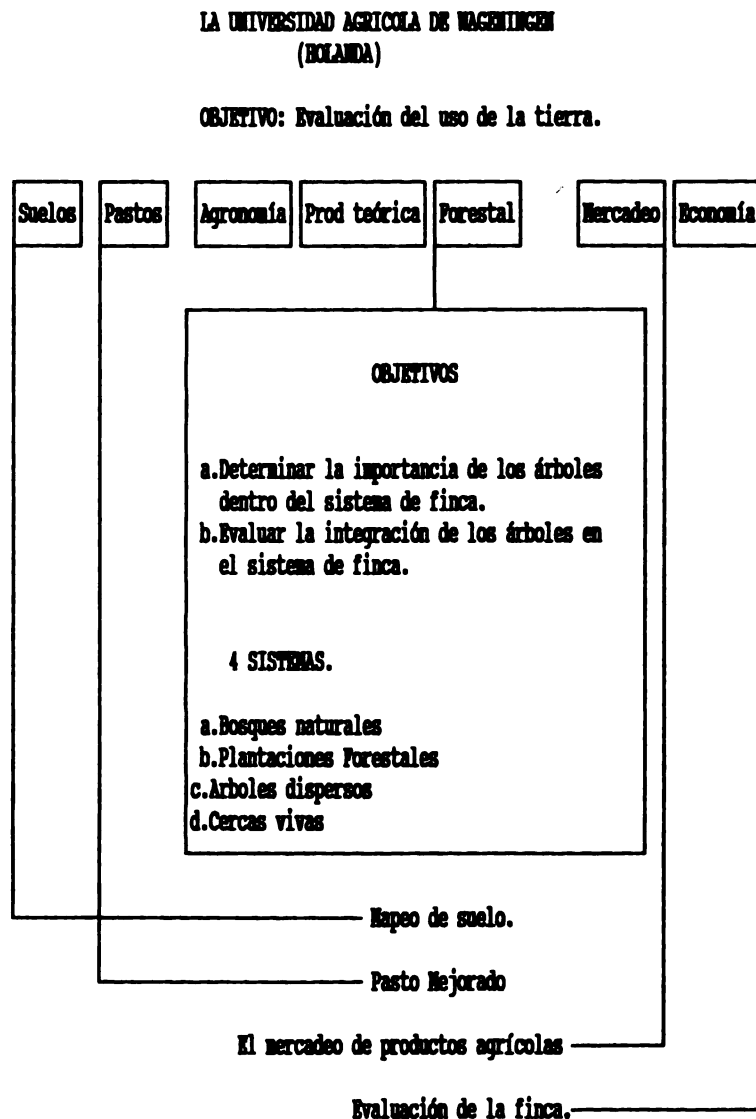 LA UNIVERSIDAD AGRICOLA DE WAGENINGEN
(HOLANDA)
OBJETIVO: Evaluación del uso de la tierra.
Suelos Pastos Agronomía Prod teórica Forestal Mercadeo Economía
OBJETIVOS
a.Determinar la importancia de los árboles
dentro del sistema de finca.
b.Evaluar la integración de los árboles en
el sistema de finca.
4 SISTEMAS.
a.Bosques naturales
b.Plantaciones Forestales
c.Arboles dispersos
d.Cercas vivas
Mapeo de suelo.
Pasto Mejorado
El mercadeo de productos agrícolas
Evaluación de la finca.